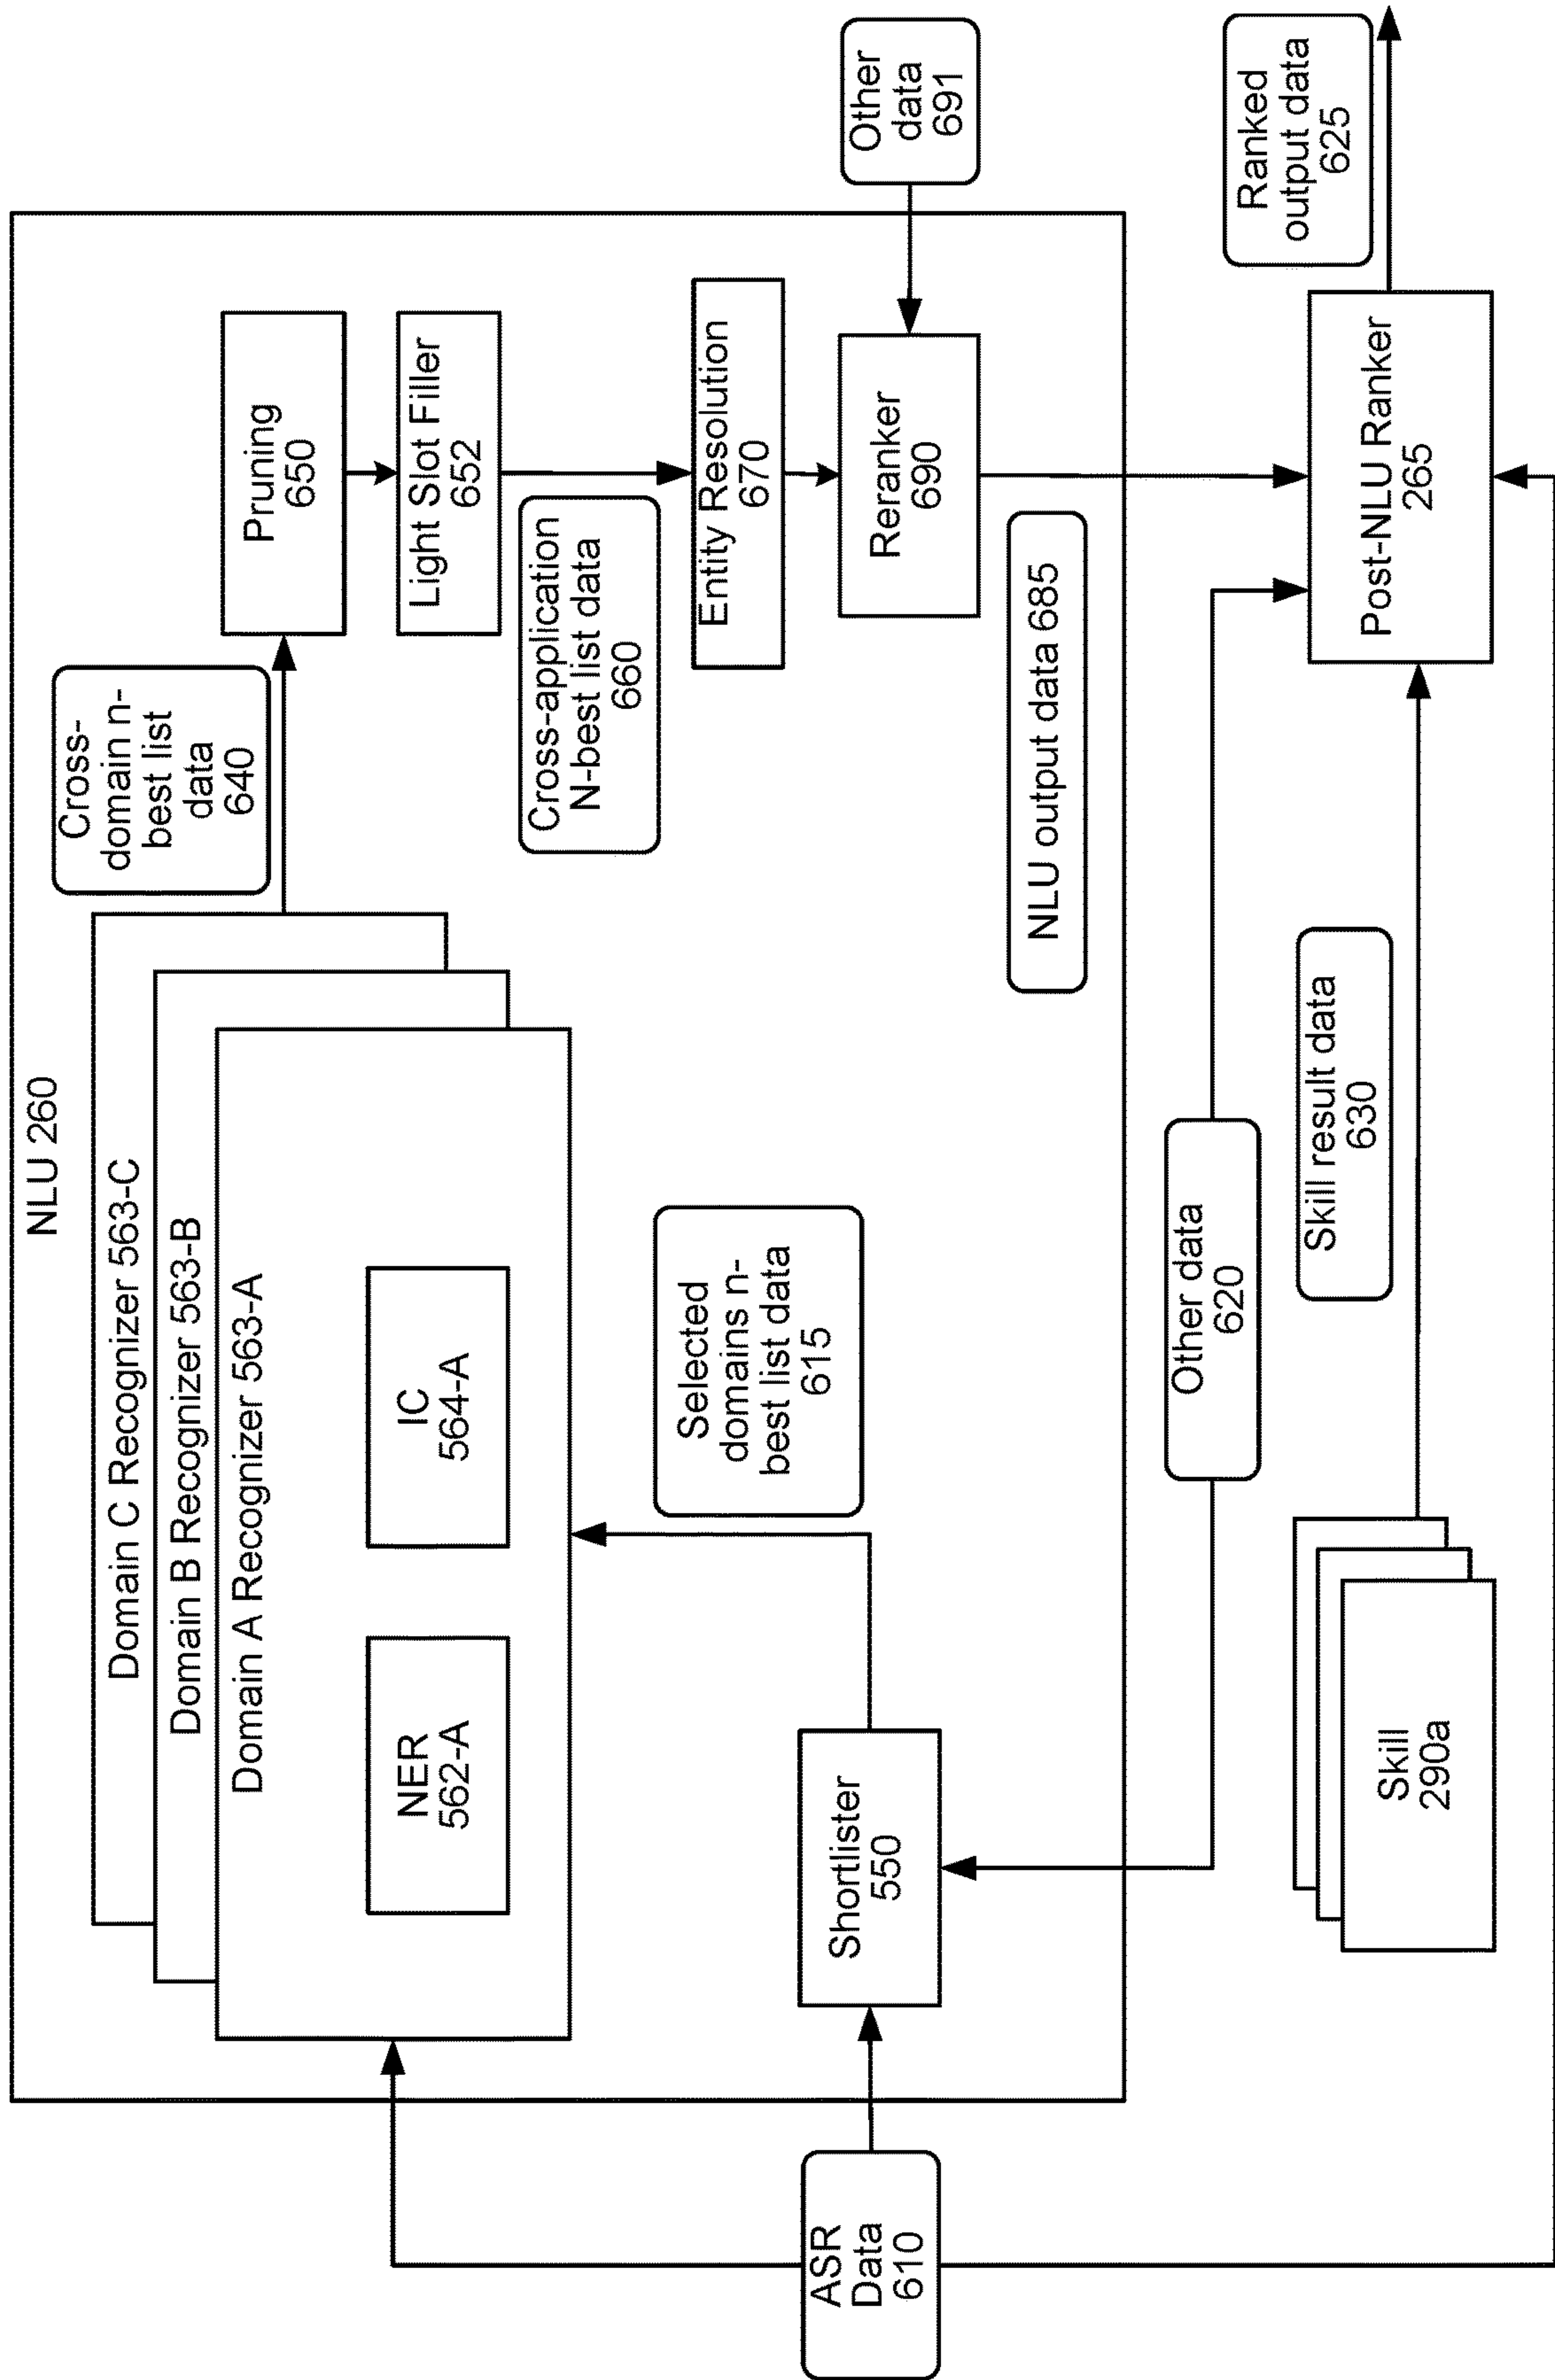 NLU 260
Domain C Recognizer 563-C
Domain B Recognizer 563-B
Domain A Recognizer 563-A
NER
562-A
IC
564-A
Cross-
domain n-
best list
data
640
Pruning
650
Light Slot Filler
652
Cross-application
N-best list data
660
Entity Resolution
670
Reranker
690
Other
data
691
Selected
domains n-
best list data
615
Shortlister
550
ASR
Data
610
NLU output data 685
Other data
620
Skill
290a
Skill result data
630
Post-NLU Ranker
265
Ranked
output data
625